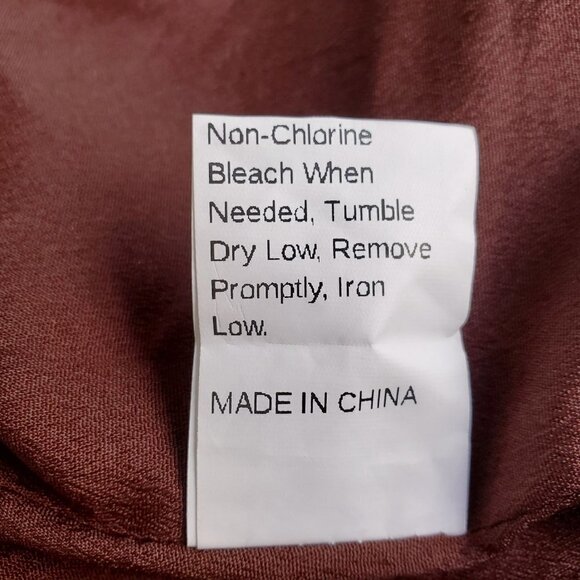 Non-Chlorine
Bleach When
Needed, Tumble
Dry Low, Remove
Promptly, Iron
Low.
MADE IN CHINA